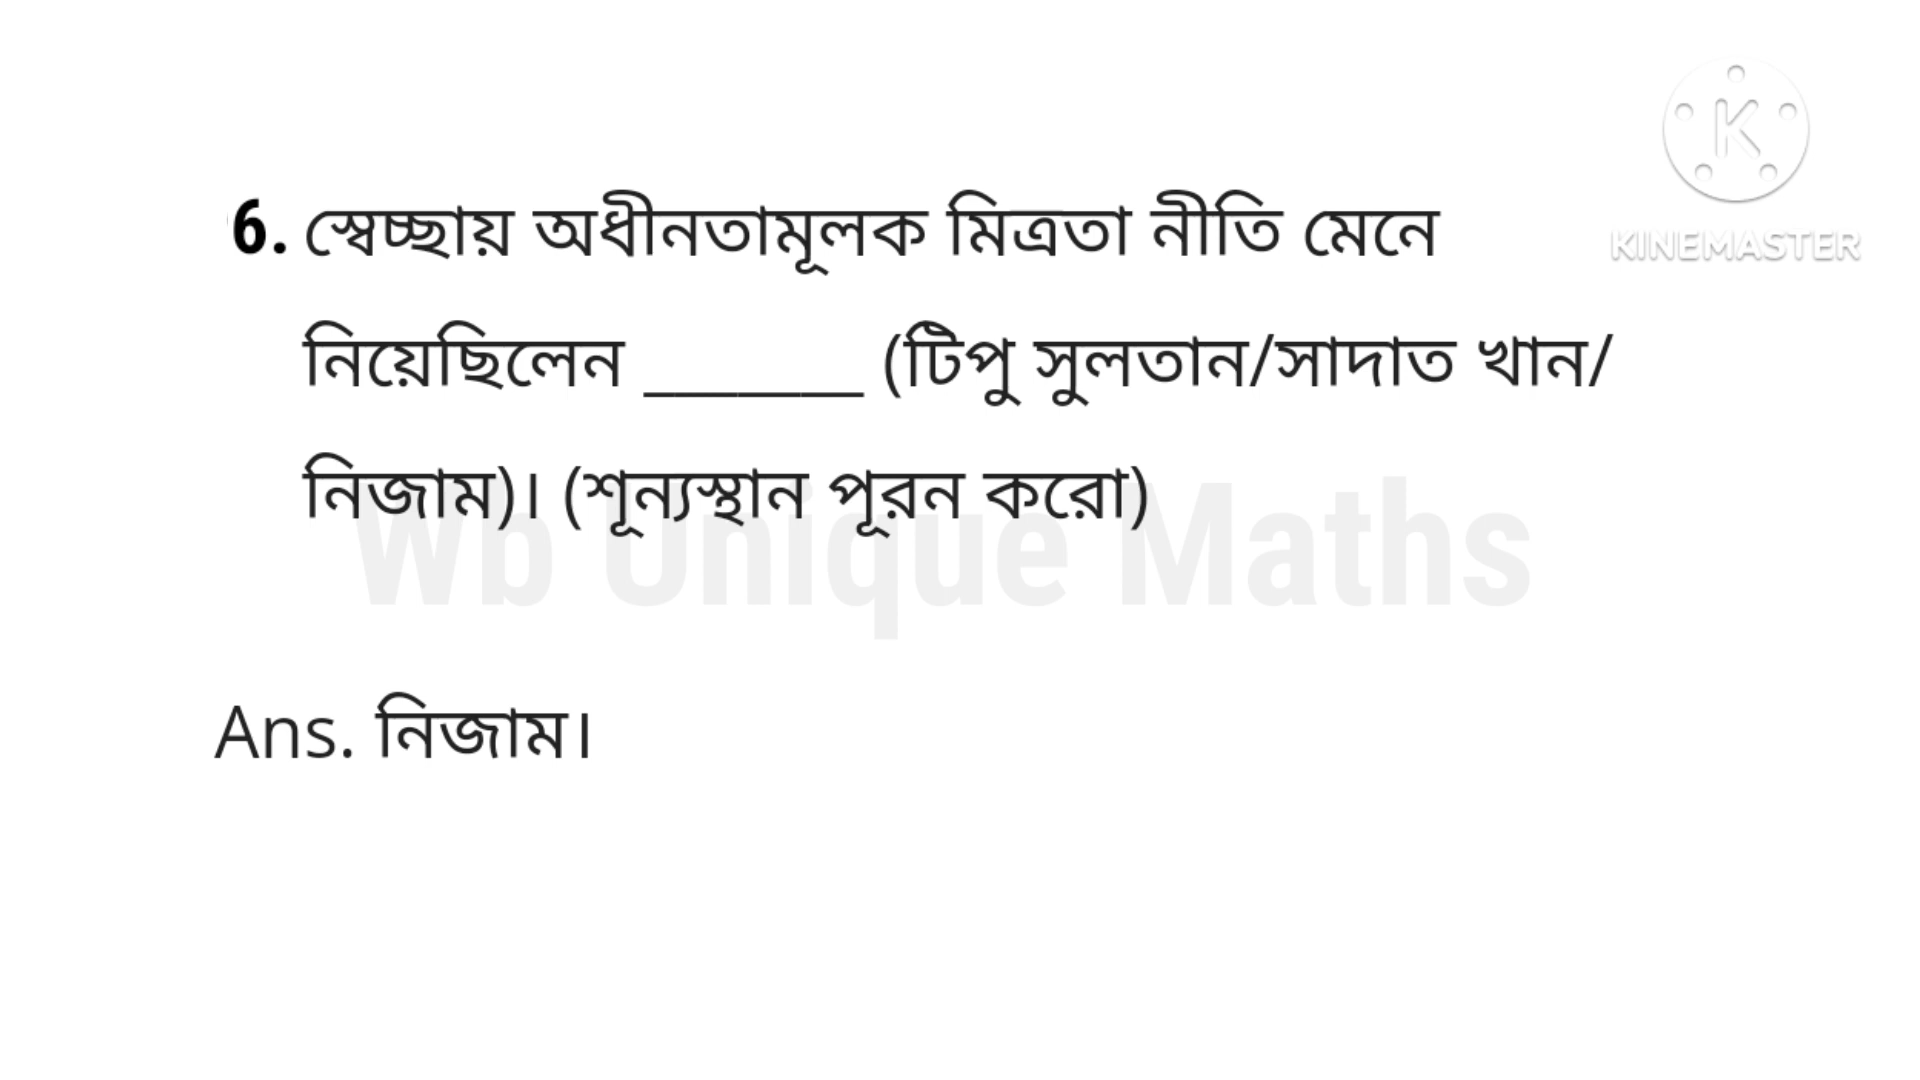 6. স্বেচ্ছায় অধীনতামূলক মিত্রতা নীতি মেনে
নিয়েছিলেন _______ (টিপু সুলতান/সাদাত খান/
নিজাম)। (শূন্যস্থান পূরন করো)
Ans. নিজাম।
Wb Unique Maths
K
KINEMASTER